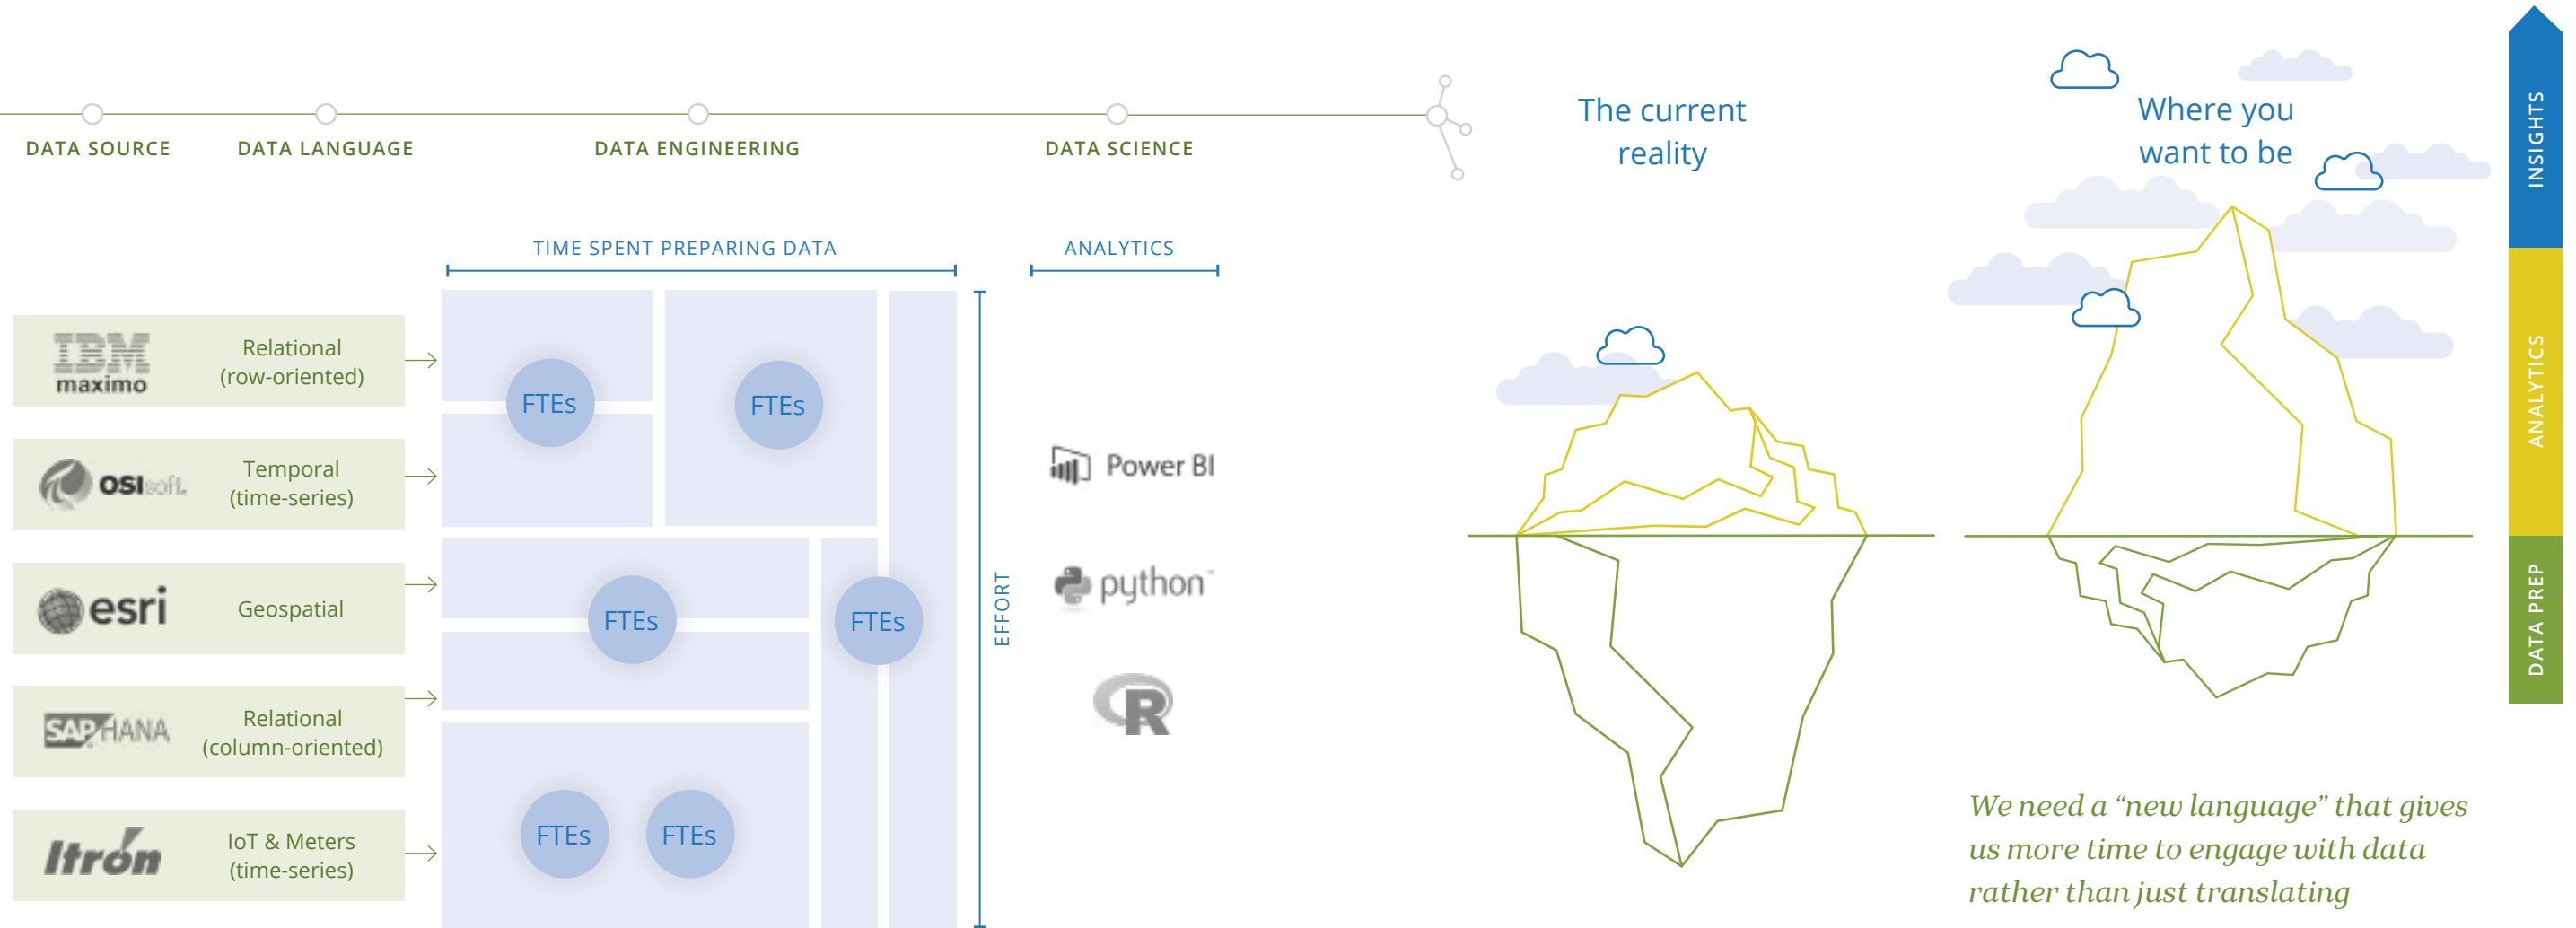 DATA SOURCE
DATA LANGUAGE
DATA ENGINEERING
DATA SCIENCE
TIME SPENT PREPARING DATA
ANALYTICS
IBM
maximo
Relational
(row-oriented)
OSIsoft.
Temporal
(time-series)
esri
Geospatial
SAP HANA
Relational
(column-oriented)
Itrón
IoT & Meters
(time-series)
FTEs
FTEs
FTEs
FTEs
FTEs
FTEs
EFFORT
Power BI
python™
R
The current
reality
Where you
want to be
INSIGHTS
ANALYTICS
DATA PREP
We need a “new language” that gives
us more time to engage with data
rather than just translating